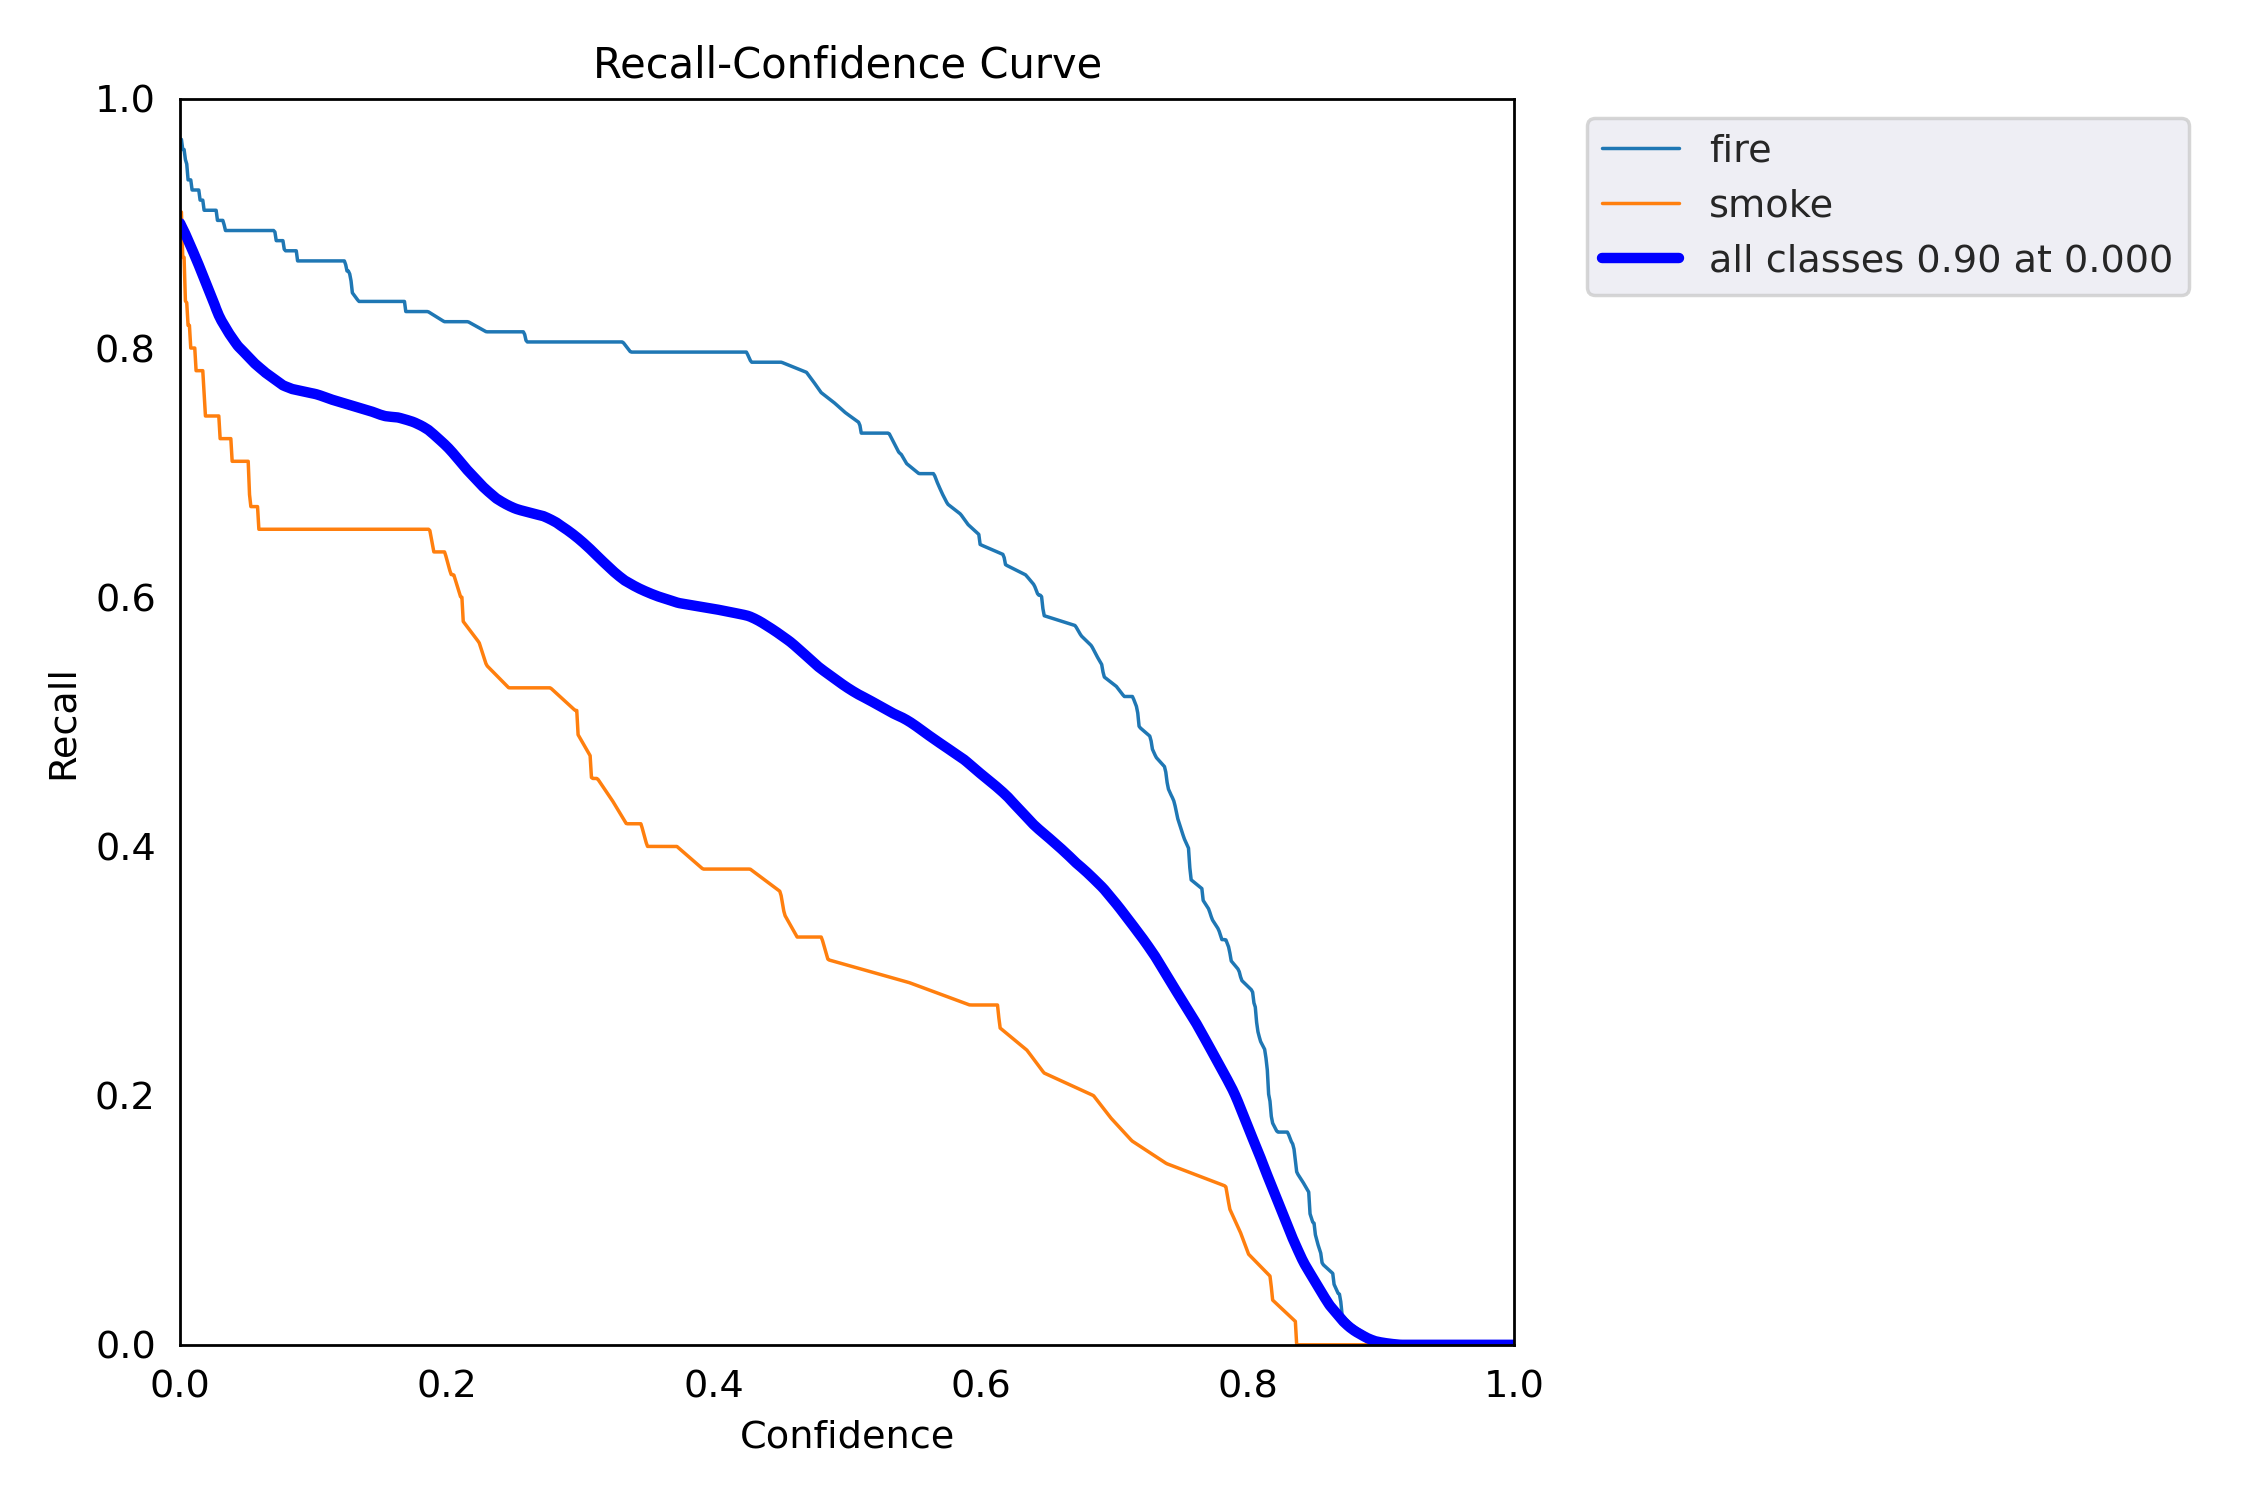 Recall-Confidence Curve
1.0
0.8
0.6
0.4
0.2
0.0
Recall
0.0 0.2 0.4 0.6 0.8 1.0
Confidence
fire
smoke
all classes 0.90 at 0.000